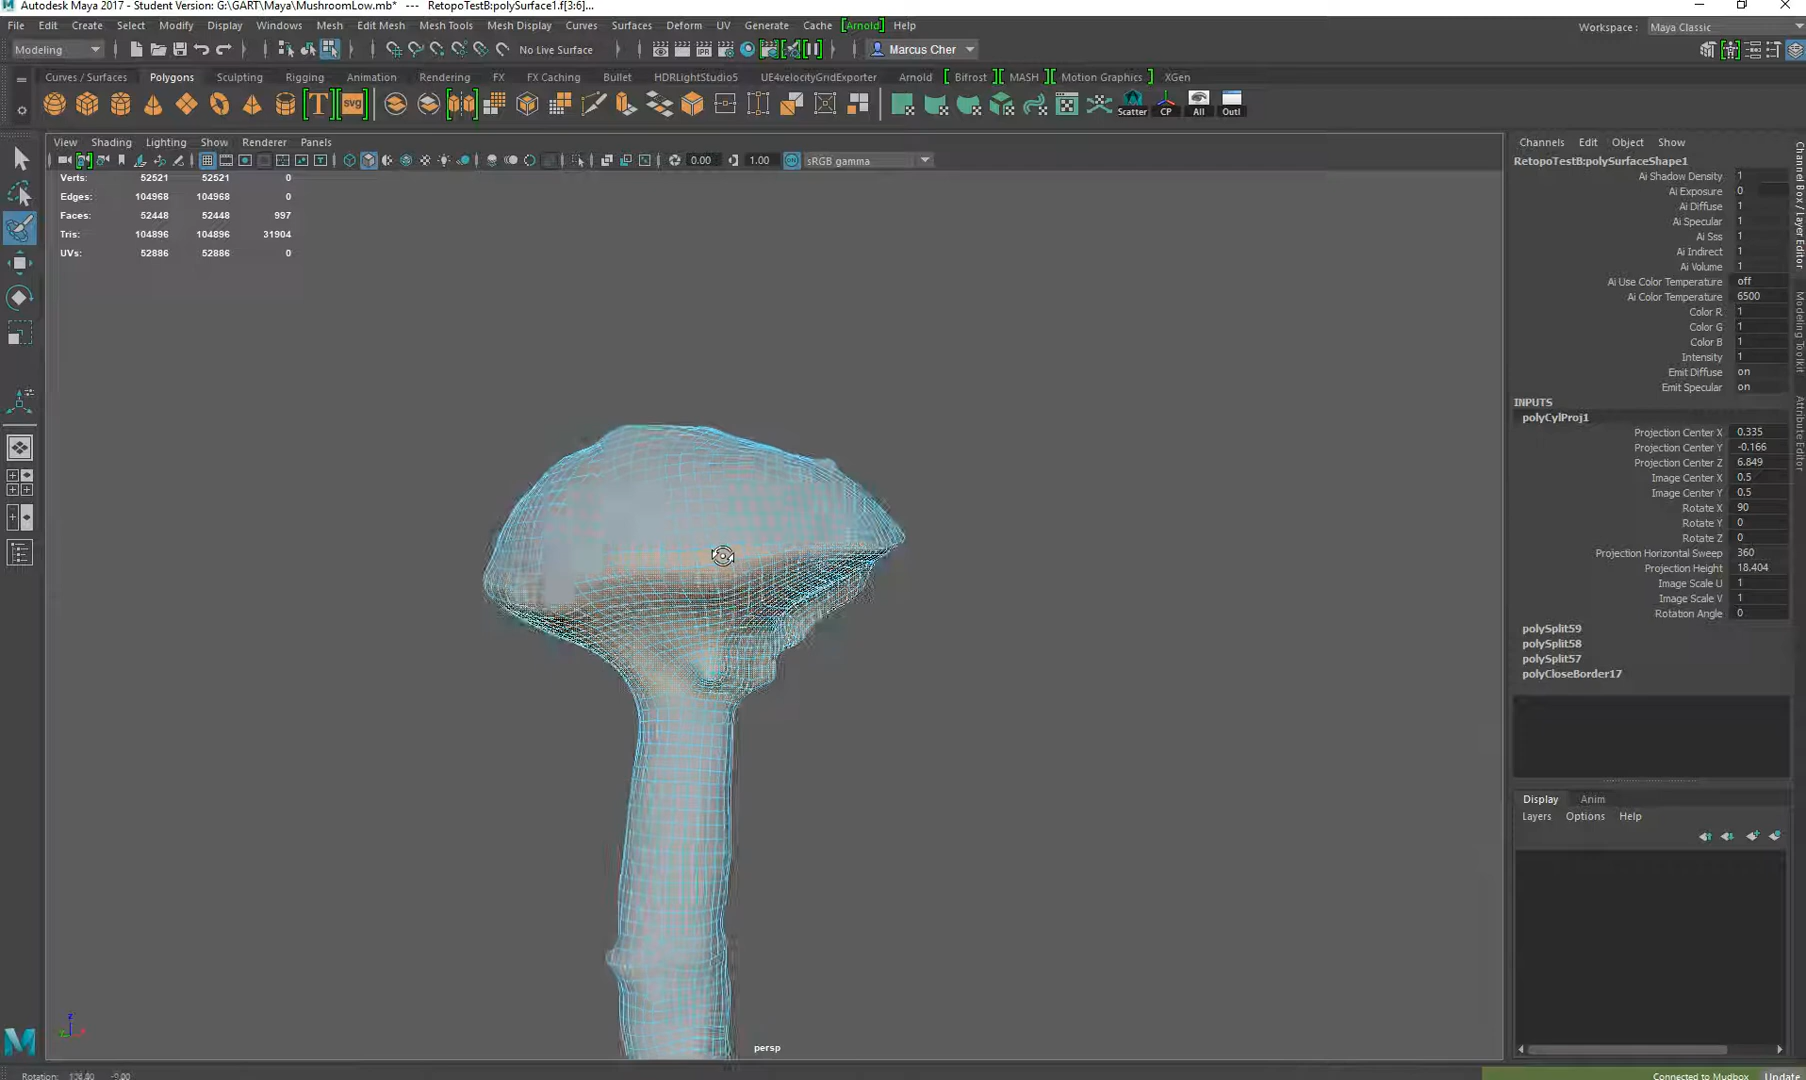 Autodesk Maya 2017 - Student Version: G:\GART\Maya\MushroomLow.mb* --- RetopoTestB:polySurface1.f[3:6]...
File Edit Create Select Modify Display Windows Mesh Edit Mesh Mesh Tools Mesh Display Curves Surfaces Deform UV Generate Cache [Arnold] Help
Workspace : Maya Classic
Modeling No Live Surface Marcus Cher
Curves / Surfaces Polygons Sculpting Rigging Animation Rendering FX FX Caching Bullet HDRLightStudio5 UE4velocityGridExporter Arnold [ Bifrost ][ MASH ][ Motion Graphics ] XGen
T svg Scatter CP All Outl
View Shading Lighting Show Renderer Panels
0.00 1.00 ON sRGB gamma
Verts: 52521 52521 0
Edges: 104968 104968 0
Faces: 52448 52448 997
Tris: 104896 104896 31904
UVs: 52886 52886 0
persp
z
Channels Edit Object Show
RetopoTestB:polySurfaceShape1
Ai Shadow Density 1
Ai Exposure 0
Ai Diffuse 1
Ai Specular 1
Ai Sss 1
Ai Indirect 1
Ai Volume 1
Ai Use Color Temperature off
Ai Color Temperature 6500
Color R 1
Color G 1
Color B 1
Intensity 1
Emit Diffuse on
Emit Specular on
INPUTS
polyCylProj1
Projection Center X 0.335
Projection Center Y -0.166
Projection Center Z 6.849
Image Center X 0.5
Image Center Y 0.5
Rotate X 90
Rotate Y 0
Rotate Z 0
Projection Horizontal Sweep 360
Projection Height 18.404
Image Scale U 1
Image Scale V 1
Rotation Angle 0
polySplit59
polySplit58
polySplit57
polyCloseBorder17
Display Anim
Layers Options Help
Channel Box / Layer Editor
Modeling Toolkit
Attribute Editor
Rotation:
Connected to Mudbox Update